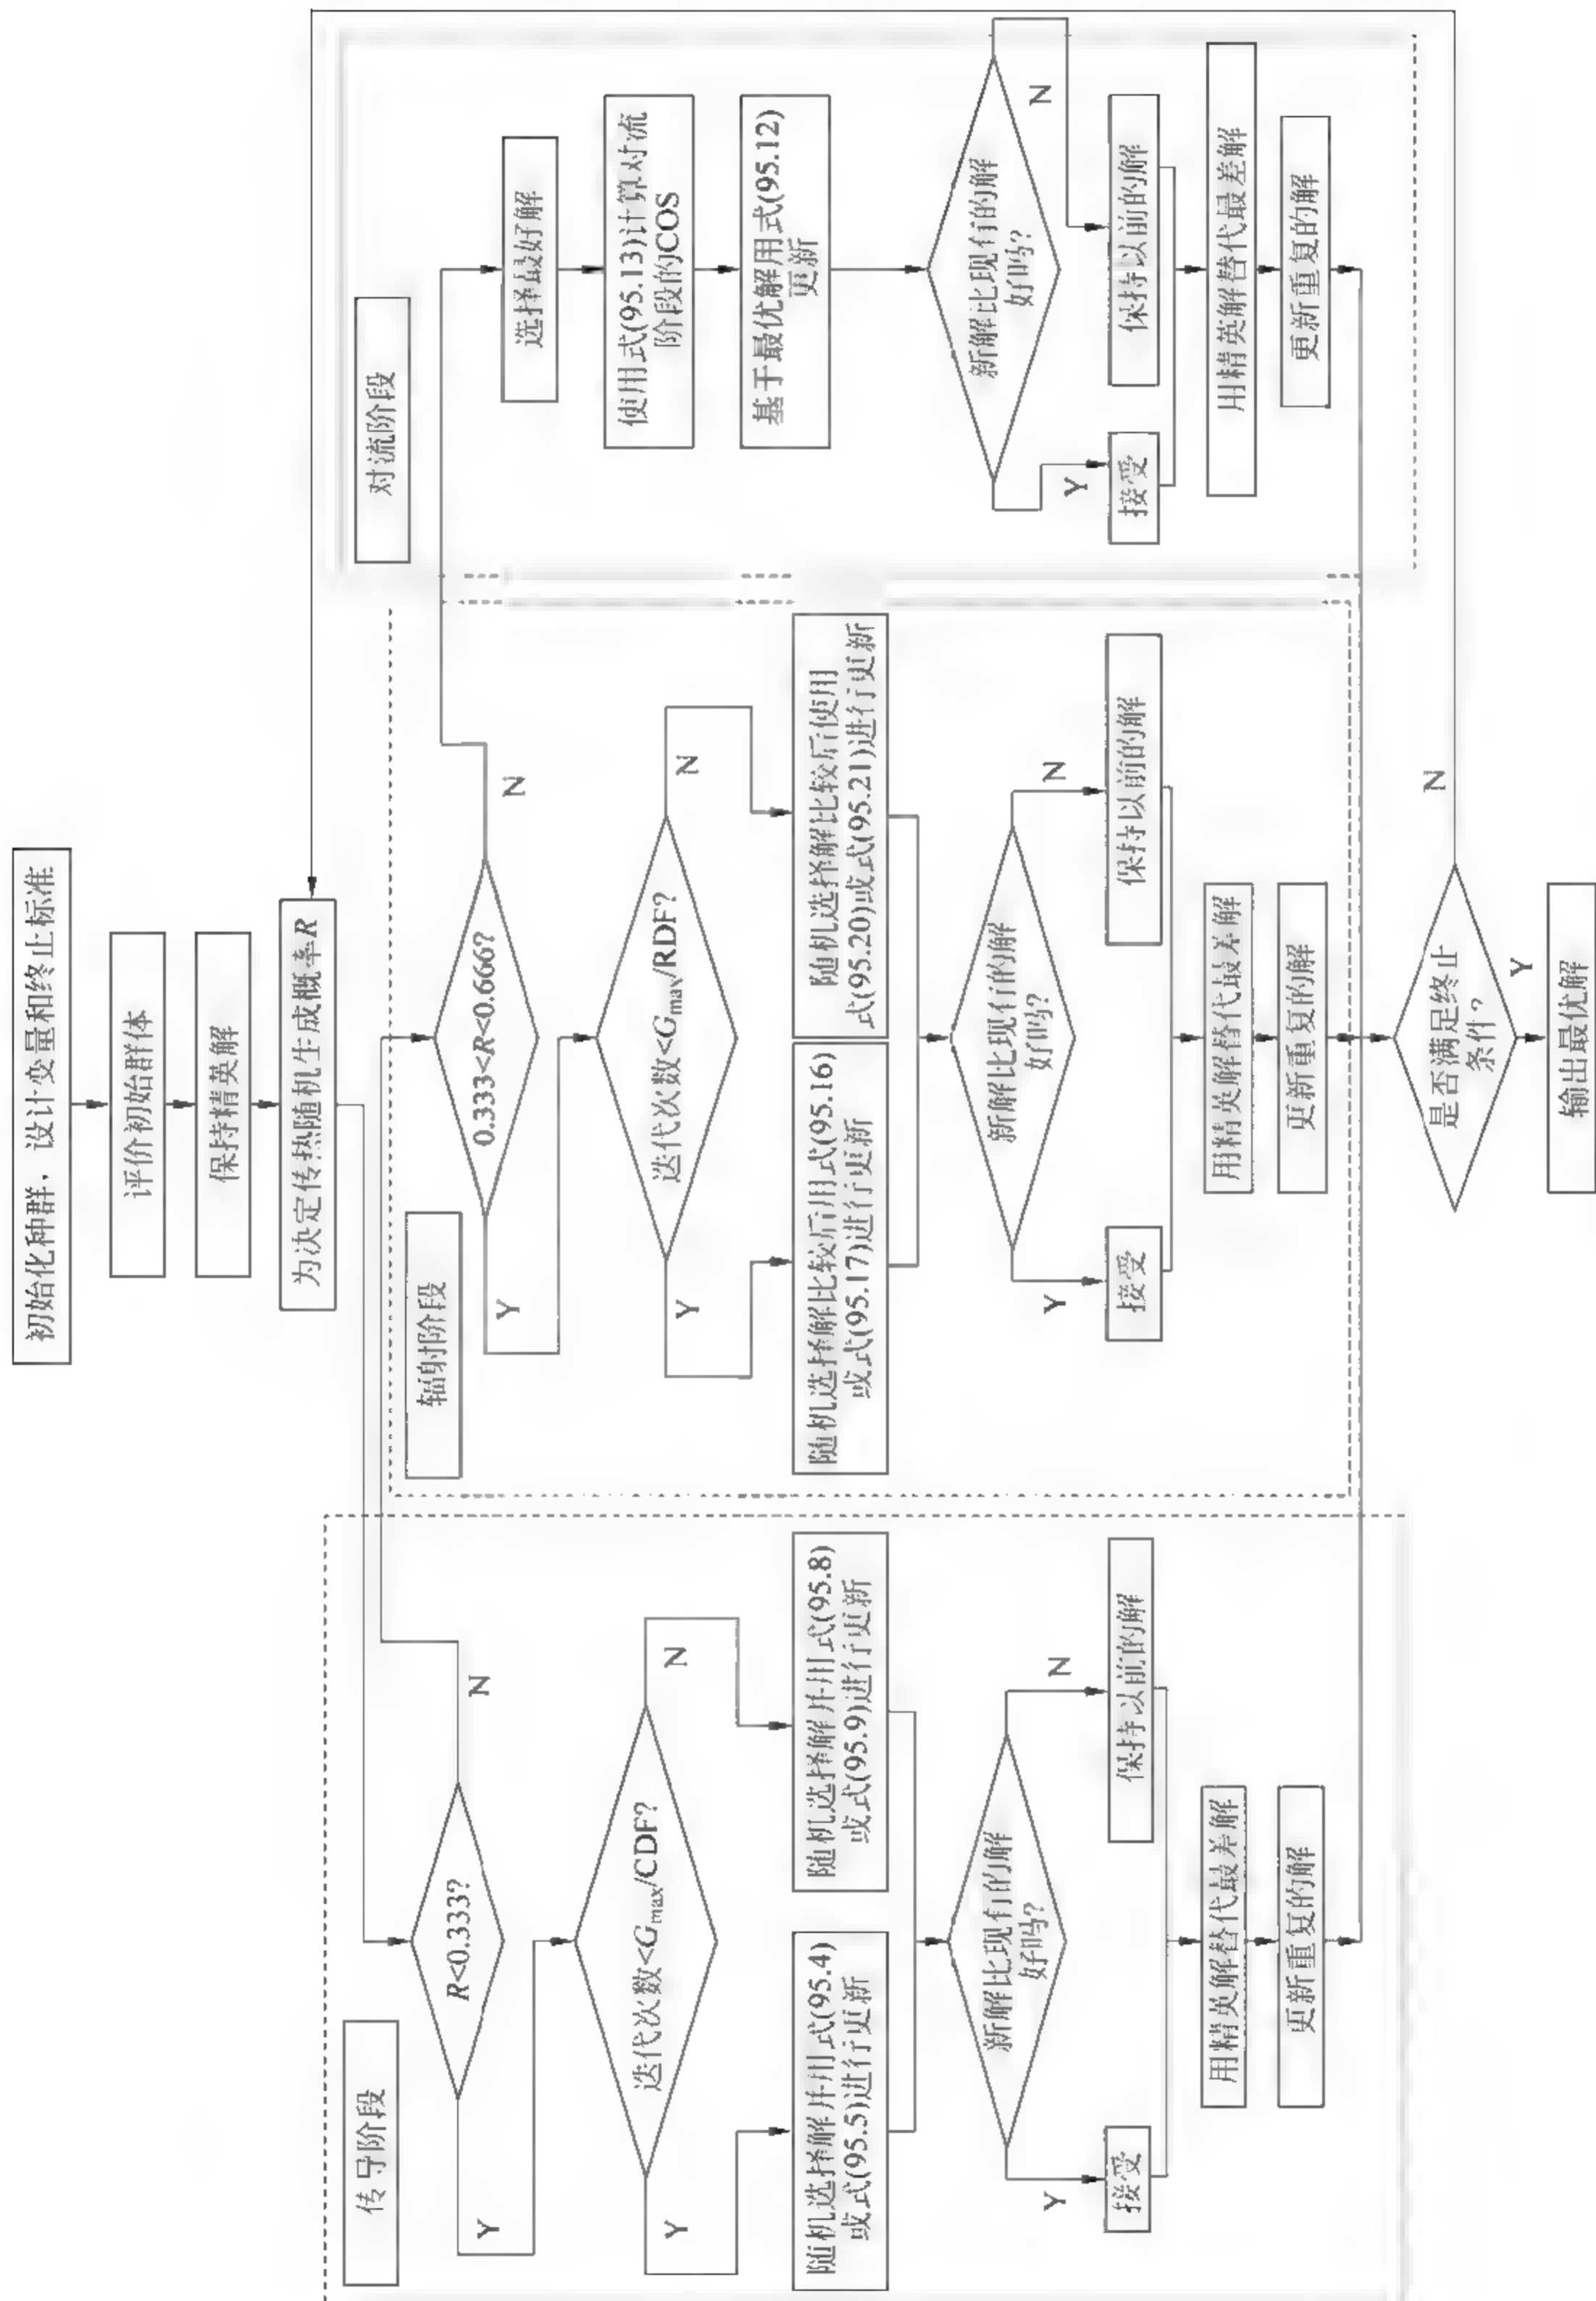 初始化种群，设计变量和终止标准
评价初始群体
保持精英解
为决定传热随机生成概率R
传导阶段
R<0.333?
Y
N
迭代次数<Gmax/CDF?
Y
N
随机选择解并用式(95.4)
或式(95.5)进行更新
随机选择解并用式(95.8)
或式(95.9)进行更新
新解比现有的解
好吗?
Y
N
接受
保持以前的解
用精英解替代最差解
更新重复的解
辐射阶段
0.333<R<0.666?
Y
N
迭代次数<Gmax/RDF?
Y
N
随机选择解比较后用式(95.16)
或式(95.17)进行更新
随机选择解比较后使用
式(95.20)或式(95.21)进行更新
新解比现行的解
好吗?
Y
N
接受
保持以前的解
用精英解替代最差解
更新重复的解
对流阶段
选择最好解
使用式(95.13)计算对流
阶段的COS
基于最优解用式(95.12)
更新
新解比现行的解
好吗?
Y
N
接受
保持以前的解
用精英解替代最差解
更新重复的解
是否满足终止
条件?
N
Y
输出最优解